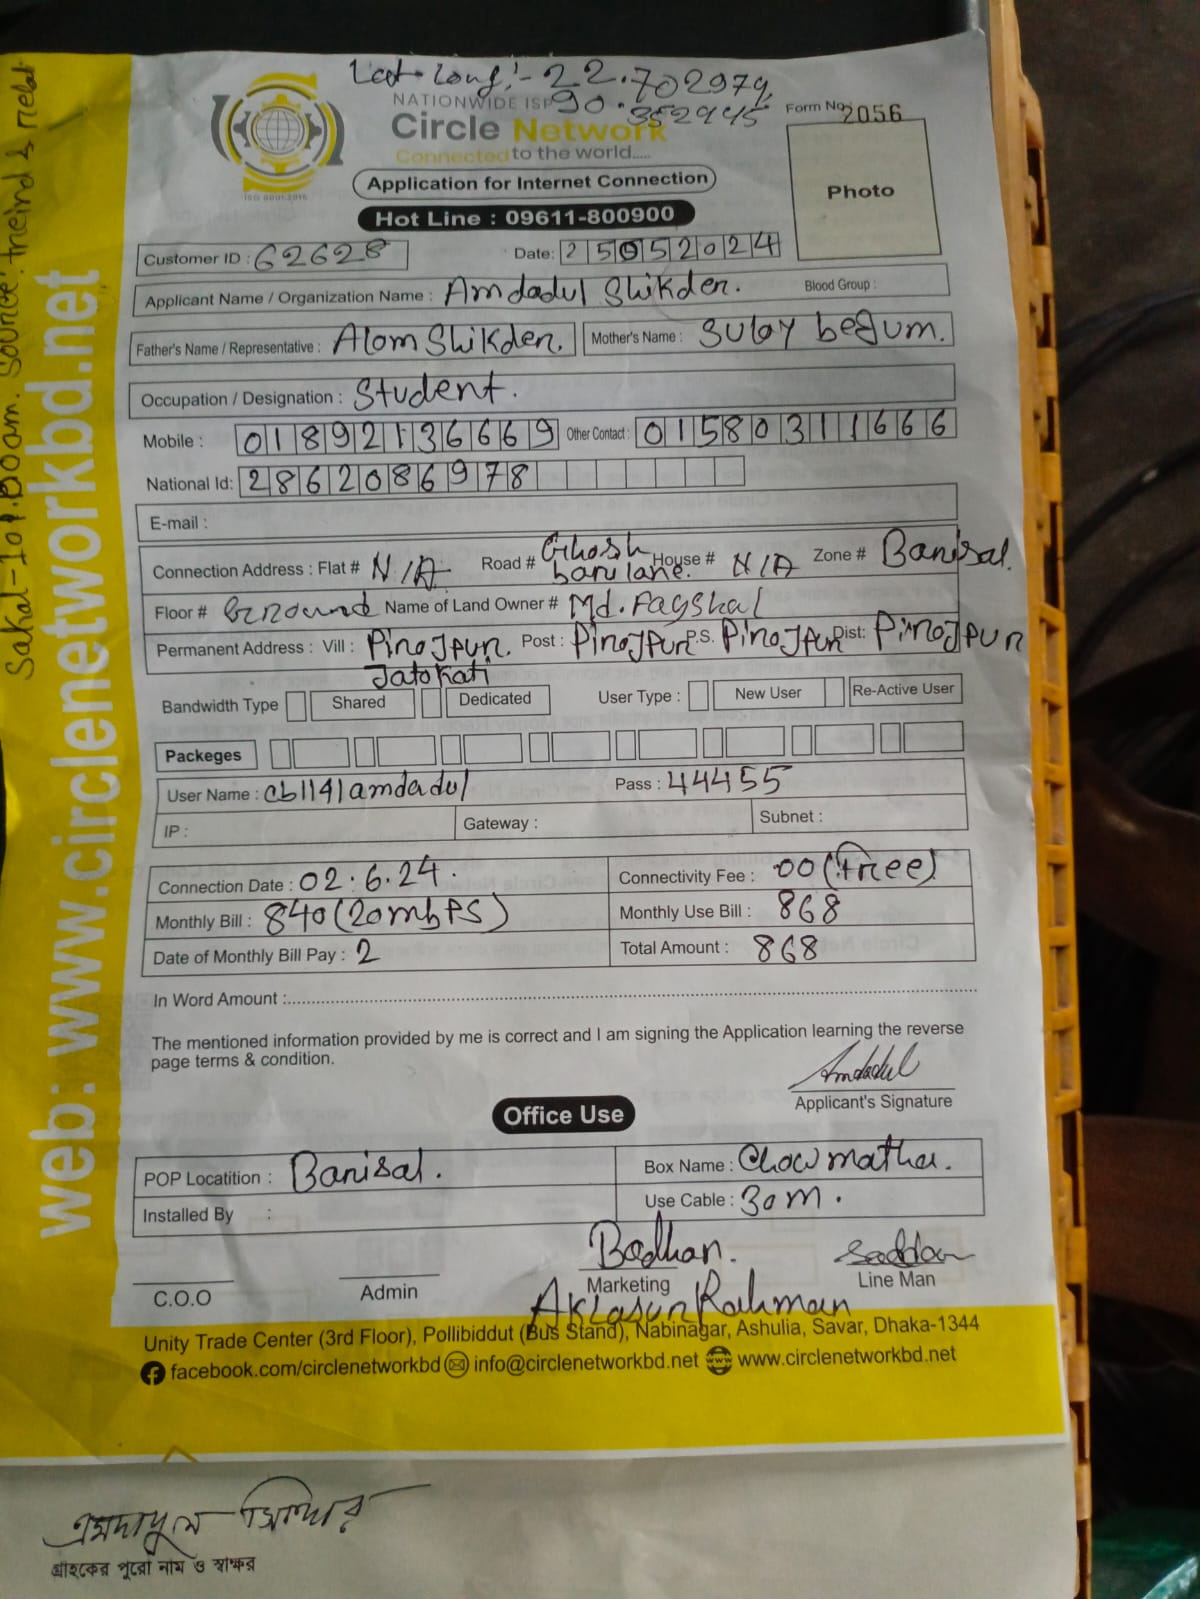 Lat-Long:- 22.702979,
90.352945
NATIONWIDE ISP
Circle Network
Connected to the world.....
ISO 9001:2015
Form No. 2056
Photo
Application for Internet Connection
Hot Line : 09611-800900
Customer ID : 62628
Date: 25052024
Applicant Name / Organization Name : Amdadul Shikder. Blood Group :
Father's Name / Representative : Alom Shikder. Mother's Name : Suley begum.
Occupation / Designation : Student.
Mobile : 01892136669 Other Contact : 01580311666
National Id: 2862086978
E-mail :
Connection Address : Flat # N/A Road # Ghosh bari lane. House # N/A Zone # Barisal.
Floor # Ground Name of Land Owner # Md. Fayshal
Permanent Address : Vill : Pirojpur. Post : Pirojpur P.S. Pirojpur Dist: Pirojpur
Jatokati
Bandwidth Type Shared Dedicated User Type : New User Re-Active User
Packeges
User Name : cb1141amdadul Pass : 44455
IP : Gateway : Subnet :
Connection Date : 02.6.24. Connectivity Fee : 00 (Free)
Monthly Bill : 840 (20mbPS) Monthly Use Bill : 868
Date of Monthly Bill Pay : 2 Total Amount : 868
In Word Amount :
The mentioned information provided by me is correct and I am signing the Application learning the reverse
page terms & condition.
Amdadul
Applicant's Signature
Office Use
POP Locatition : Barisal. Box Name : Chowmatha.
Installed By : Use Cable : 30m.
Badhan.
Saddam
C.O.O Admin Marketing Line Man
Rahman
Unity Trade Center (3rd Floor), Pollibiddut (Bus Stand), Nabinagar, Ashulia, Savar, Dhaka-1344
facebook.com/circlenetworkbd info@circlenetworkbd.net www.circlenetworkbd.net
web: www.circlenetworkbd.net
Sakal-10:00am. Source:
এমদাদুল সিকদার
গ্রাহকের পুরো নাম ও স্বাক্ষর